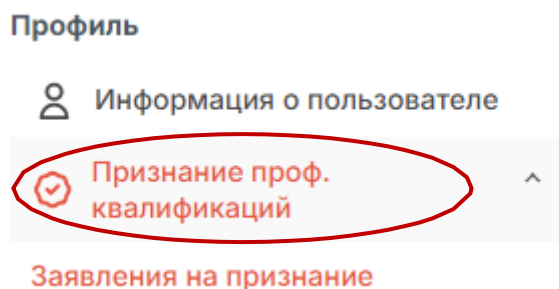 Профиль
Информация о пользователе
Признание проф.
квалификаций
Заявления на признание